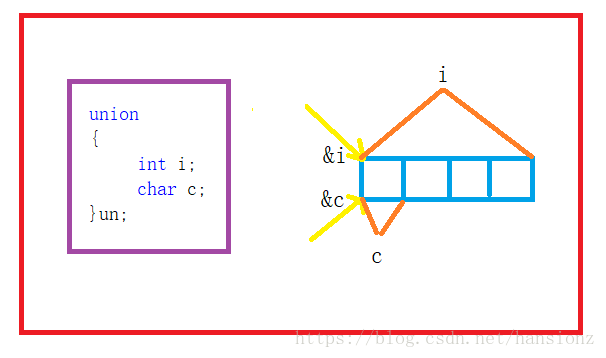 union
{
int i;
char c;
}un;
i
&i
&c
c
https://blog.csdn.net/hansionz